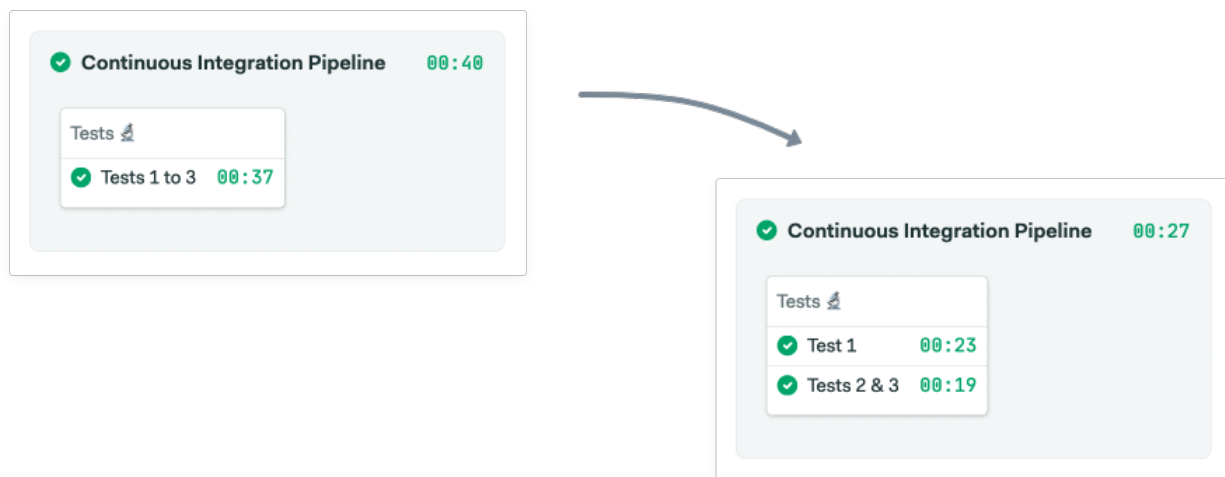 Continuous Integration Pipeline 00:40
Tests 🔬
Tests 1 to 3 00:37
Continuous Integration Pipeline 00:27
Tests 🔬
Test 1 00:23
Tests 2 & 3 00:19